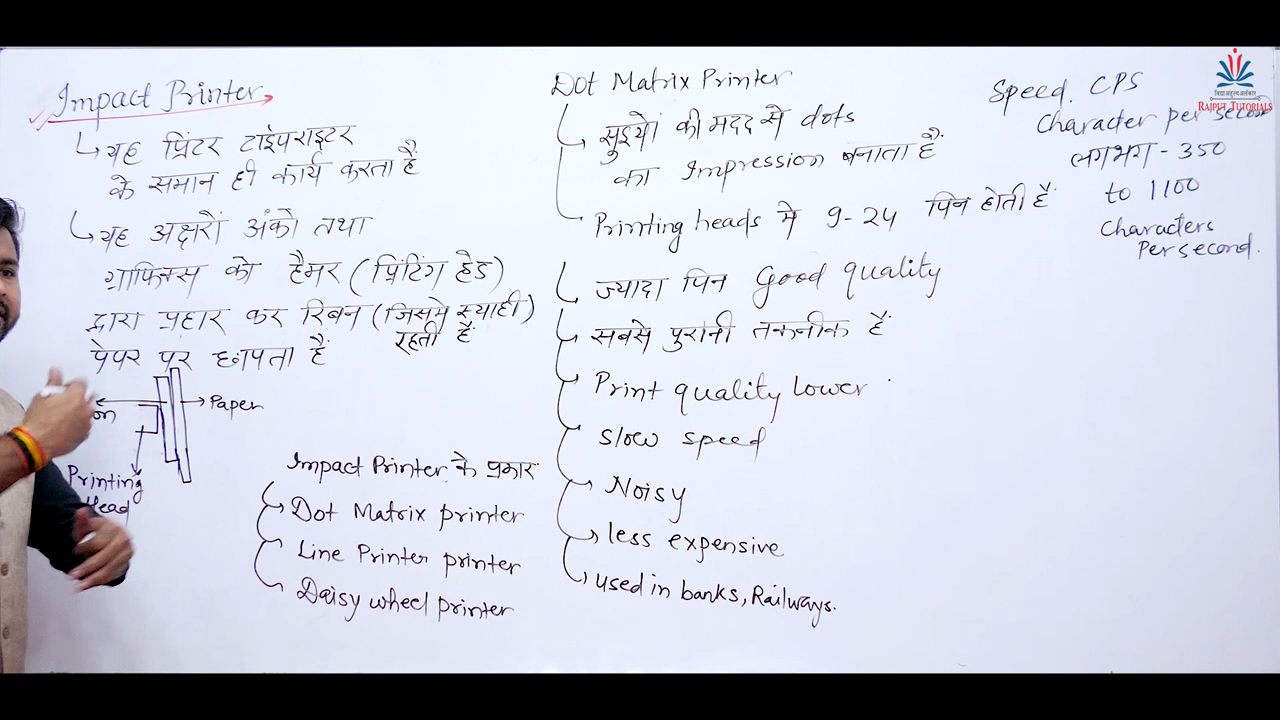 Impact Printer
यह प्रिंटर टाईपराइटर
के समान ही कार्य करता है
यह अक्षरों अंको तथा
ग्राफिक्स को हैमर (प्रिंटिंग हेड)
द्वारा प्रहार कर रिबन (जिसमे स्याही)
रहती है
पेपर पर छापता है
on
Paper
Printing
Head
Impact Printer के प्रकार
Dot Matrix printer
Line Printer printer
Daisy wheel printer
Dot Matrix Printer
सुइयों की मदद से dots
का Impression बनाता है
Printing heads मे 9-24 पिन होती है
ज्यादा पिन Good quality
सबसे पुरानी तकनीक है
Print quality Lower
slow speed
Noisy
less expensive
used in banks, Railways.
Speed. CPS
Character per second
लगभग - 350
to 1100
Characters
Per second.
RAJPUT TUTORIALS